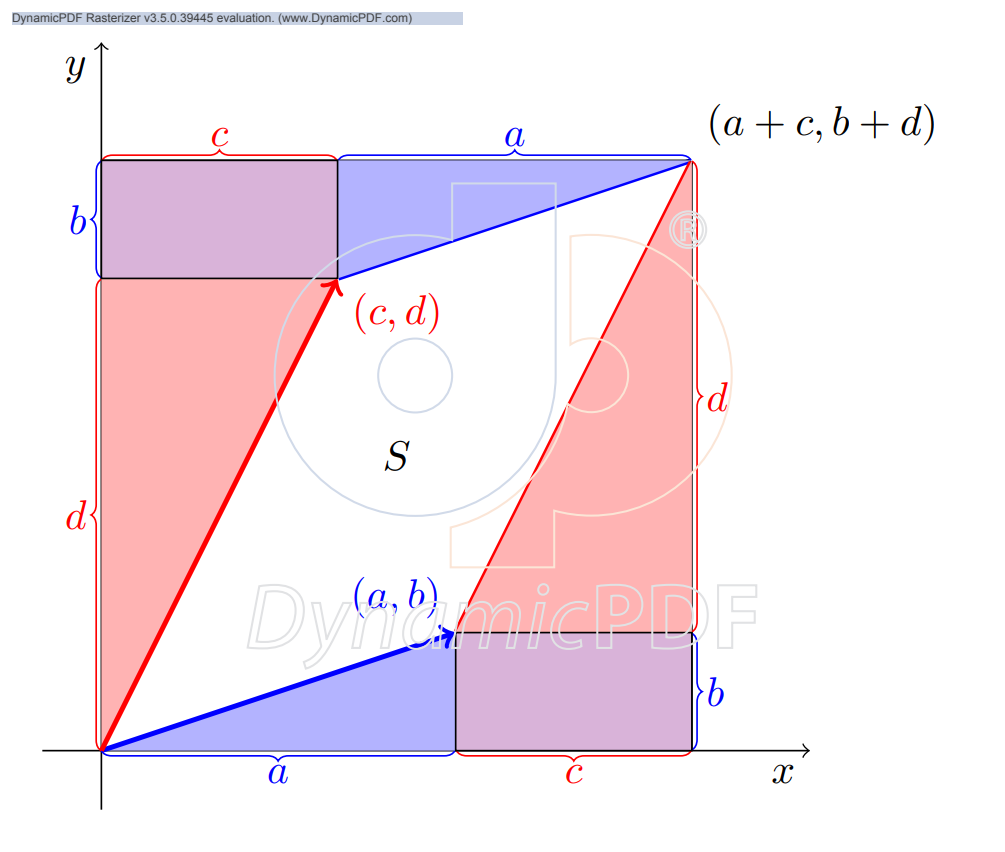 DynamicPDF Rasterizer v3.5.0.39445 evaluation. (www.DynamicPDF.com)
y
(a + c, b + d)
c
a
b
®
(c, d)
d
S
d
(a, b)
DynamicPDF
b
a
c
x